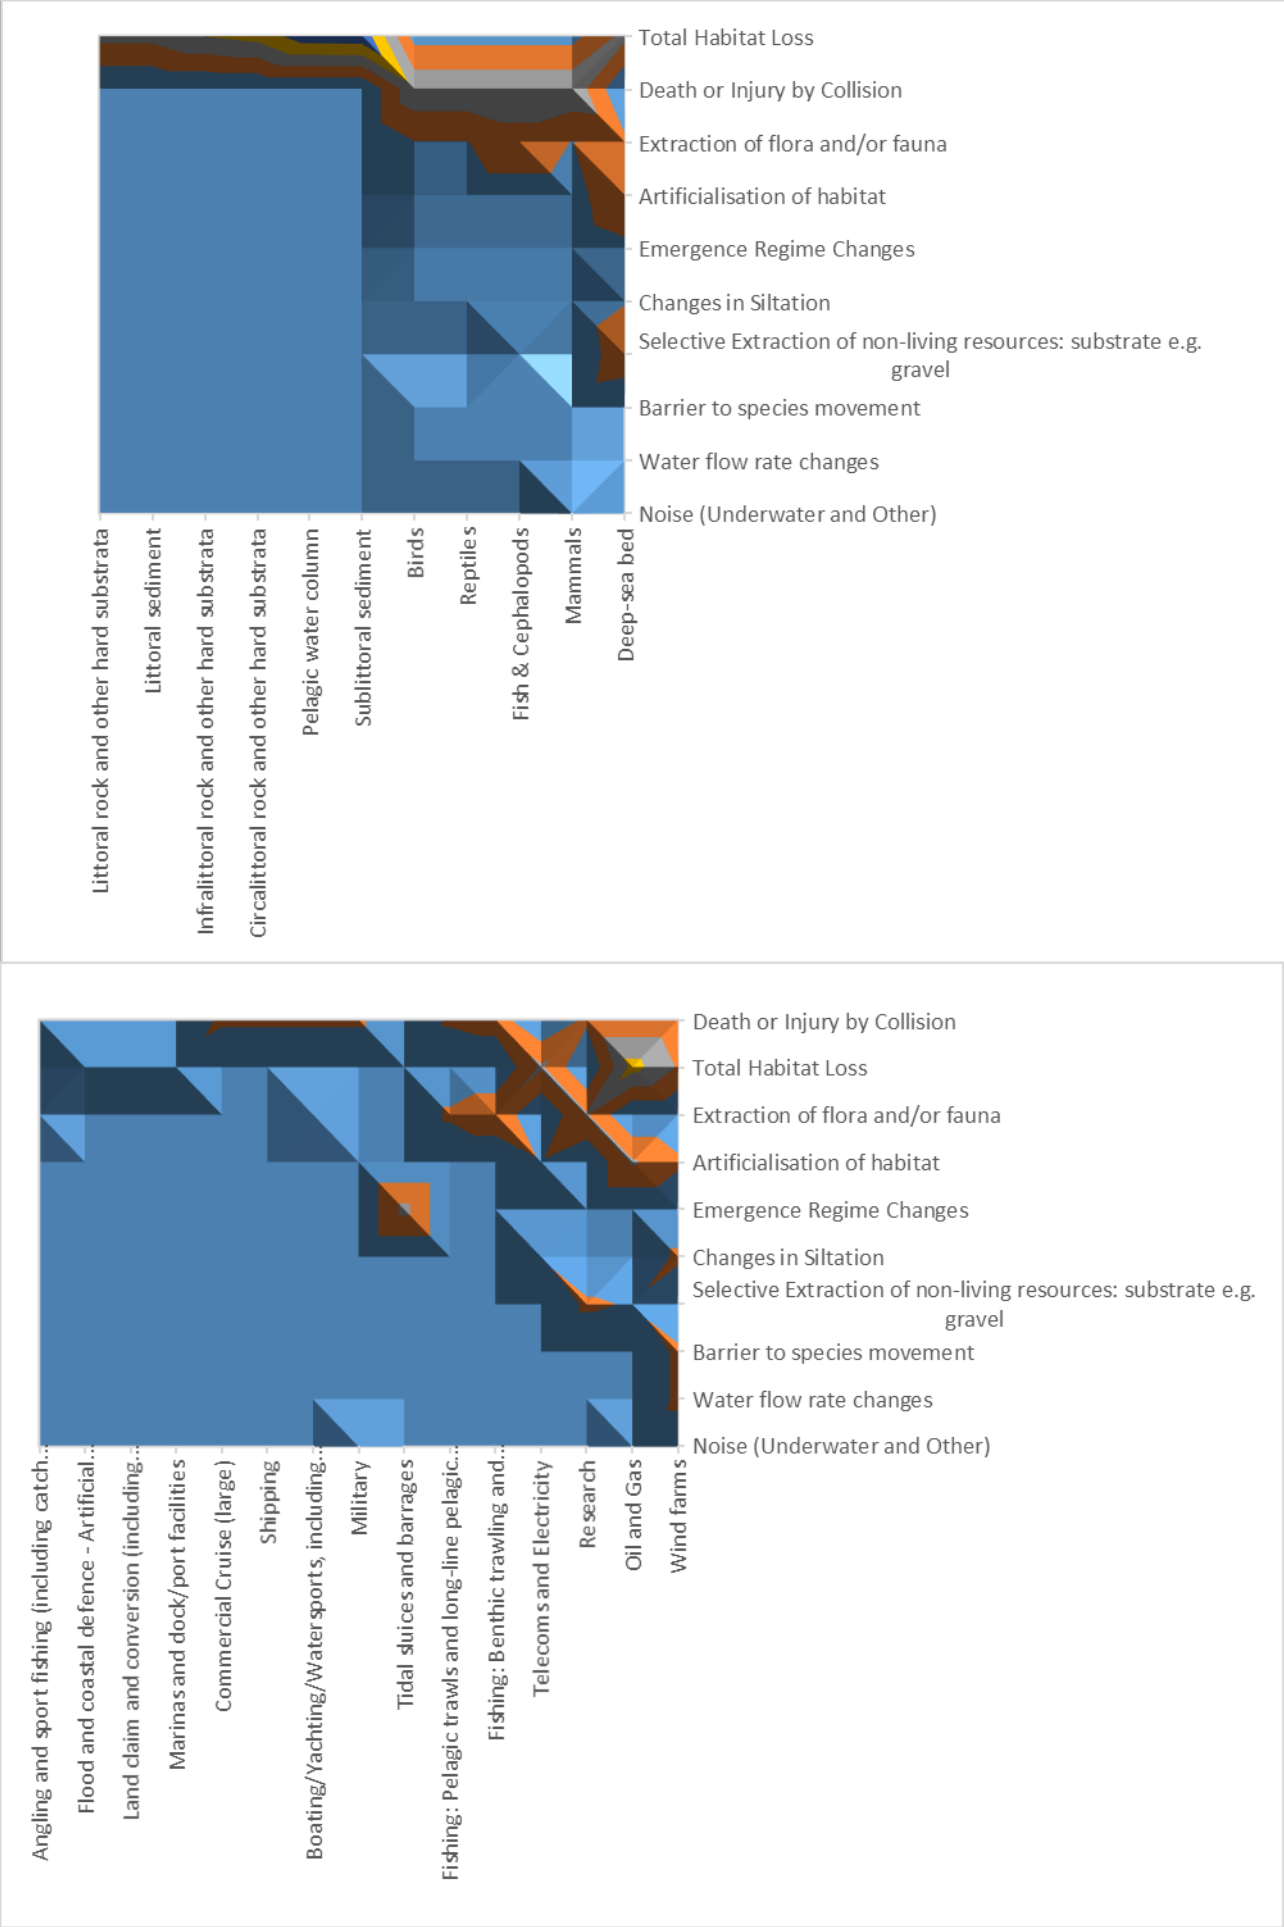 Total Habitat Loss
Death or Injury by Collision
Extraction of flora and/or fauna
Artificialisation of habitat
Emergence Regime Changes
Changes in Siltation
Selective Extraction of non-living resources: substrate e.g.
gravel
Barrier to species movement
Water flow rate changes
Noise (Underwater and Other)
Littoral rock and other hard substrata
Littoral sediment
Infralittoral rock and other hard substrata
Circalittoral rock and other hard substrata
Pelagic water column
Sublittoral sediment
Birds
Reptiles
Fish & Cephalopods
Mammals
Deep-sea bed
Death or Injury by Collision
Total Habitat Loss
Extraction of flora and/or fauna
Artificialisation of habitat
Emergence Regime Changes
Changes in Siltation
Selective Extraction of non-living resources: substrate e.g.
gravel
Barrier to species movement
Water flow rate changes
Noise (Underwater and Other)
Angling and sport fishing (including catch...
Flood and coastal defence - Artificial...
Land claim and conversion (including...
Marinas and dock/port facilities
Commercial Cruise (large)
Shipping
Boating/Yachting/Watersports, including...
Military
Tidal sluices and barrages
Fishing: Pelagic trawls and long-line pelagic...
Fishing: Benthic trawling and...
Telecoms and Electricity
Research
Oil and Gas
Wind farms